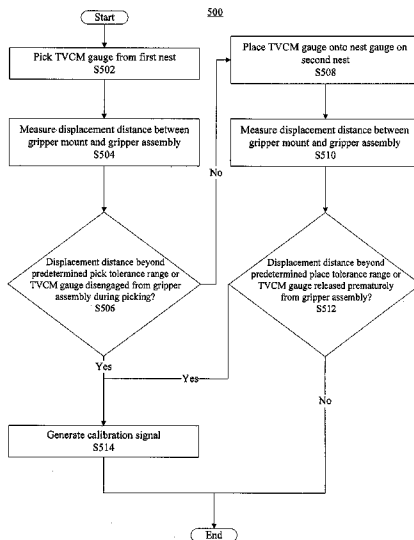 500
Start
Pick TVCM gauge from first nest
S502
Measure displacement distance between
gripper mount and gripper assembly
S504
Displacement distance beyond
predetermined pick tolerance range or
TVCM gauge disengaged from gripper
assembly during picking?
S506
No
Yes
Place TVCM gauge onto nest gauge on
second nest
S508
Measure displacement distance between
gripper mount and gripper assembly
S510
Displacement distance beyond
predetermined place tolerance range or
TVCM gauge released prematurely
from gripper assembly?
S512
Yes
No
Generate calibration signal
S514
End